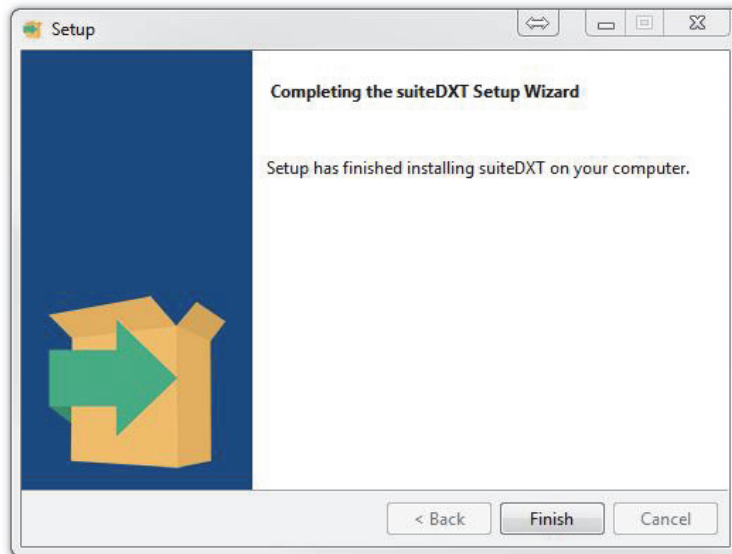 Setup
Completing the suiteDXT Setup Wizard
Setup has finished installing suiteDXT on your computer.
< Back
Finish
Cancel